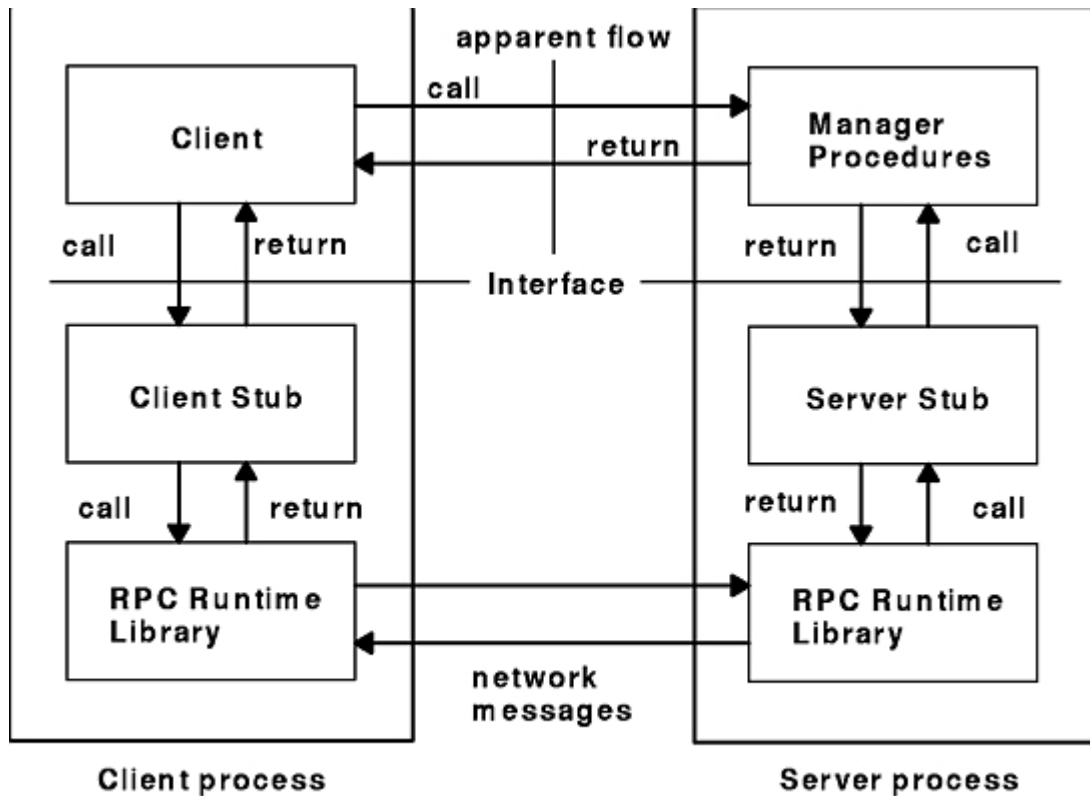 apparent flow
call
Client
Manager
Procedures
return
call
return
return
call
Interface
Client Stub
Server Stub
call
return
return
call
RPC Runtime
Library
RPC Runtime
Library
network
messages
Client process
Server process